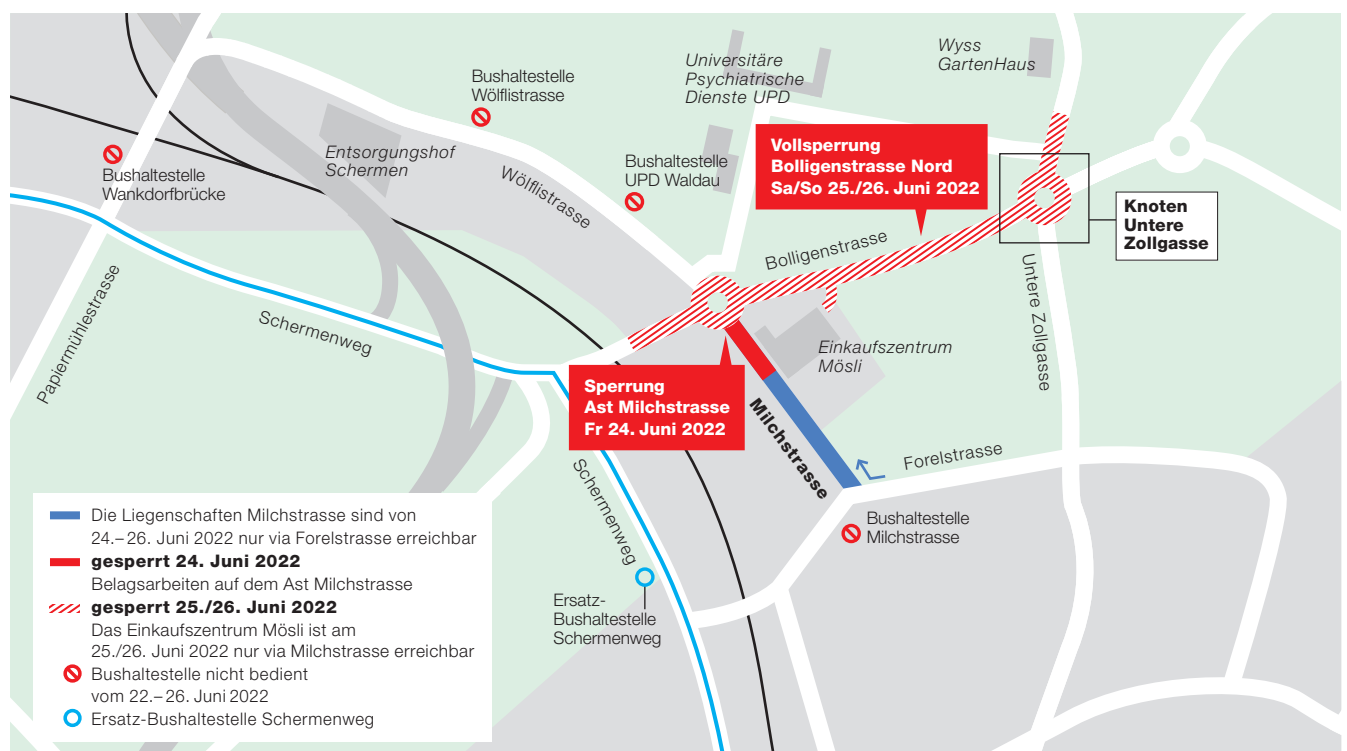 Universitäre
Psychiatrische
Dienste UPD
Wyss
GartenHaus
Bushaltestelle
Wölflistrasse
Entsorgungshof
Schermen
Bushaltestelle
Wankdorfbrücke
Wölflistrasse
Bushaltestelle
UPD Waldau
Vollsperrung
Bolligenstrasse Nord
Sa/So 25./26. Juni 2022
Knoten
Untere
Zollgasse
Bolligenstrasse
Untere Zollgasse
Papiermühlestrasse
Schermenweg
Einkaufszentrum
Mösli
Sperrung
Ast Milchstrasse
Fr 24. Juni 2022
Milchstrasse
Forelstrasse
Schermenweg
Bushaltestelle
Milchstrasse
Ersatz-
Bushaltestelle
Schermenweg
Die Liegenschaften Milchstrasse sind von
24.–26. Juni 2022 nur via Forelstrasse erreichbar
gesperrt 24. Juni 2022
Belagsarbeiten auf dem Ast Milchstrasse
gesperrt 25./26. Juni 2022
Das Einkaufszentrum Mösli ist am
25./26. Juni 2022 nur via Milchstrasse erreichbar
Bushaltestelle nicht bedient
vom 22.–26. Juni 2022
Ersatz-Bushaltestelle Schermenweg